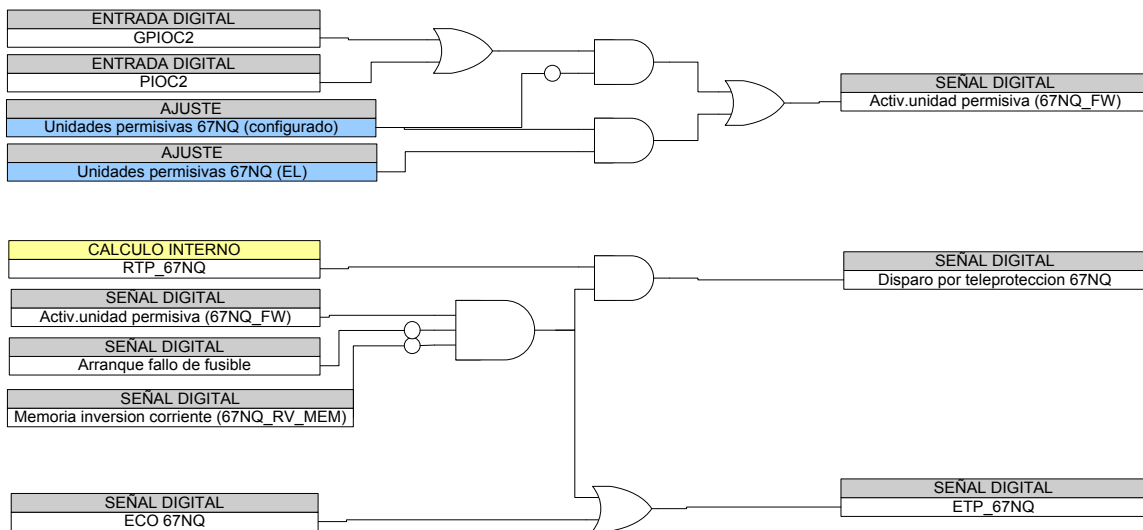 ENTRADA DIGITAL
GPIOC2
ENTRADA DIGITAL
PIOC2
AJUSTE
Unidades permisivas 67NQ (configurado)
AJUSTE
Unidades permisivas 67NQ (EL)
SEÑAL DIGITAL
Activ.unidad permisiva (67NQ_FW)
CALCULO INTERNO
RTP_67NQ
SEÑAL DIGITAL
Activ.unidad permisiva (67NQ_FW)
SEÑAL DIGITAL
Arranque fallo de fusible
SEÑAL DIGITAL
Memoria inversion corriente (67NQ_RV_MEM)
SEÑAL DIGITAL
ECO 67NQ
SEÑAL DIGITAL
Disparo por teleproteccion 67NQ
SEÑAL DIGITAL
ETP_67NQ